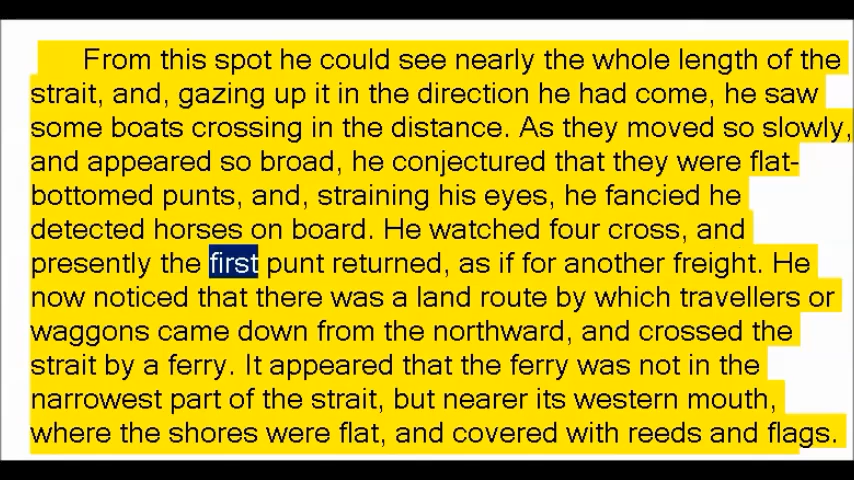 From this spot he could see nearly the whole length of the
strait, and, gazing up it in the direction he had come, he saw
some boats crossing in the distance. As they moved so slowly,
and appeared so broad, he conjectured that they were flat-
bottomed punts, and, straining his eyes, he fancied he
detected horses on board. He watched four cross, and
presently the first punt returned, as if for another freight. He
now noticed that there was a land route by which travellers or
waggons came down from the northward, and crossed the
strait by a ferry. It appeared that the ferry was not in the
narrowest part of the strait, but nearer its western mouth,
where the shores were flat, and covered with reeds and flags.